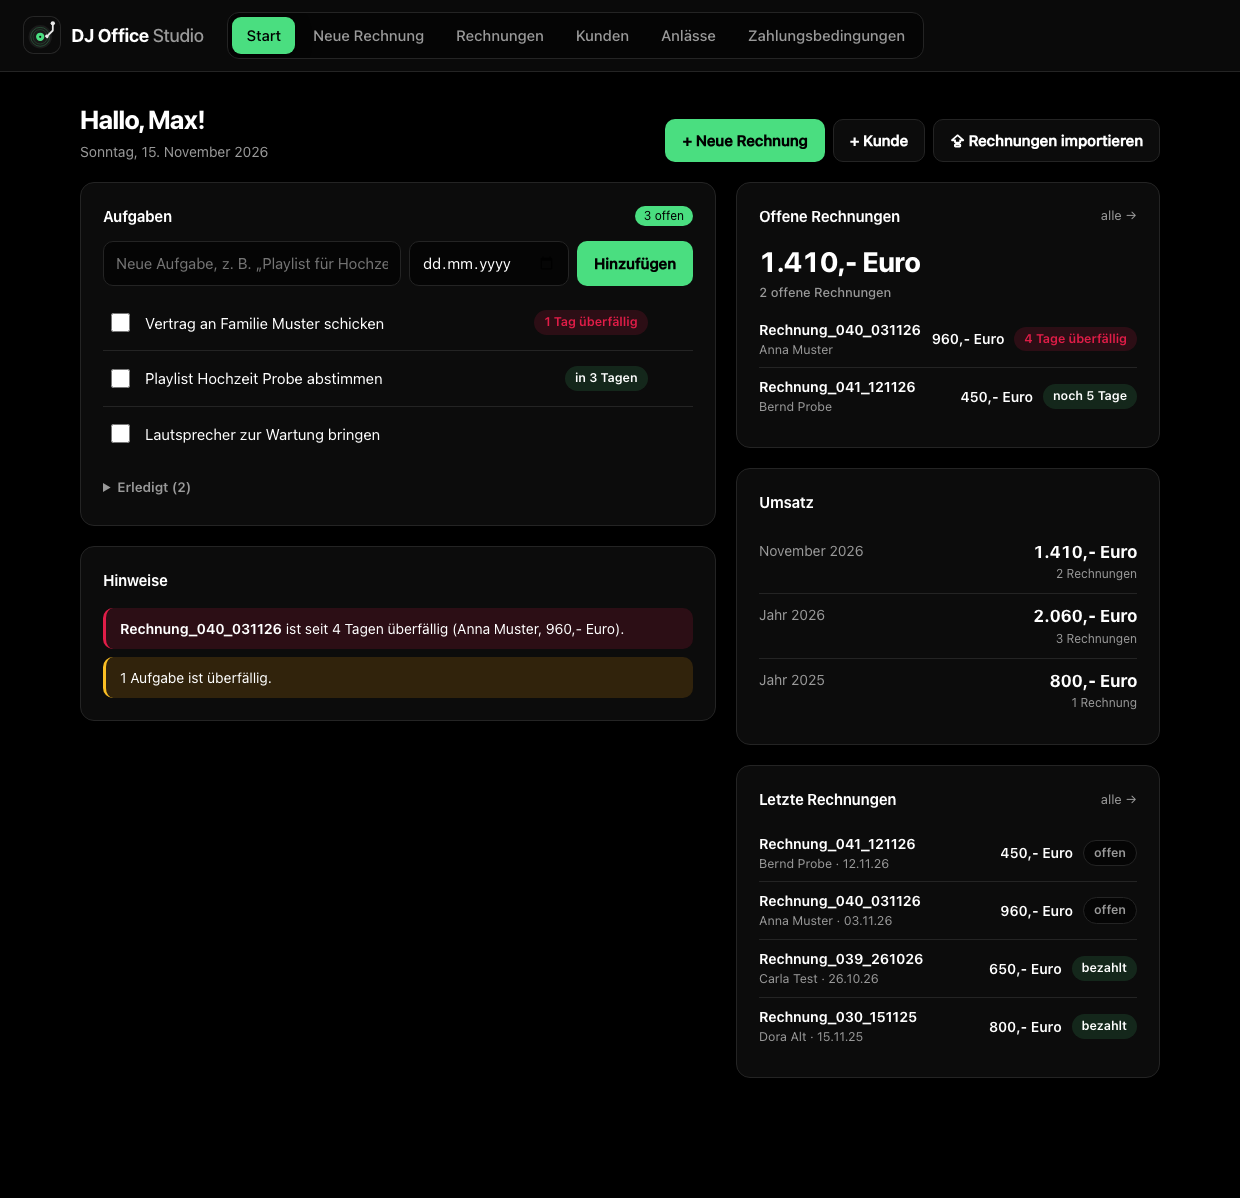 DJ Office Studio
Start
Neue Rechnung
Rechnungen
Kunden
Anlässe
Zahlungsbedingungen
Hallo, Max!
Sonntag, 15. November 2026
+ Neue Rechnung
+ Kunde
⇪ Rechnungen importieren
Aufgaben
3 offen
Neue Aufgabe, z. B. „Playlist für Hochze
dd.mm.yyyy
Hinzufügen
Vertrag an Familie Muster schicken
1 Tag überfällig
Playlist Hochzeit Probe abstimmen
in 3 Tagen
Lautsprecher zur Wartung bringen
Erledigt (2)
Hinweise
Rechnung_040_031126 ist seit 4 Tagen überfällig (Anna Muster, 960,- Euro).
1 Aufgabe ist überfällig.
Offene Rechnungen
alle →
1.410,- Euro
2 offene Rechnungen
Rechnung_040_031126
Anna Muster
960,- Euro
4 Tage überfällig
Rechnung_041_121126
Bernd Probe
450,- Euro
noch 5 Tage
Umsatz
November 2026
1.410,- Euro
2 Rechnungen
Jahr 2026
2.060,- Euro
3 Rechnungen
Jahr 2025
800,- Euro
1 Rechnung
Letzte Rechnungen
alle →
Rechnung_041_121126
Bernd Probe · 12.11.26
450,- Euro
offen
Rechnung_040_031126
Anna Muster · 03.11.26
960,- Euro
offen
Rechnung_039_261026
Carla Test · 26.10.26
650,- Euro
bezahlt
Rechnung_030_151125
Dora Alt · 15.11.25
800,- Euro
bezahlt